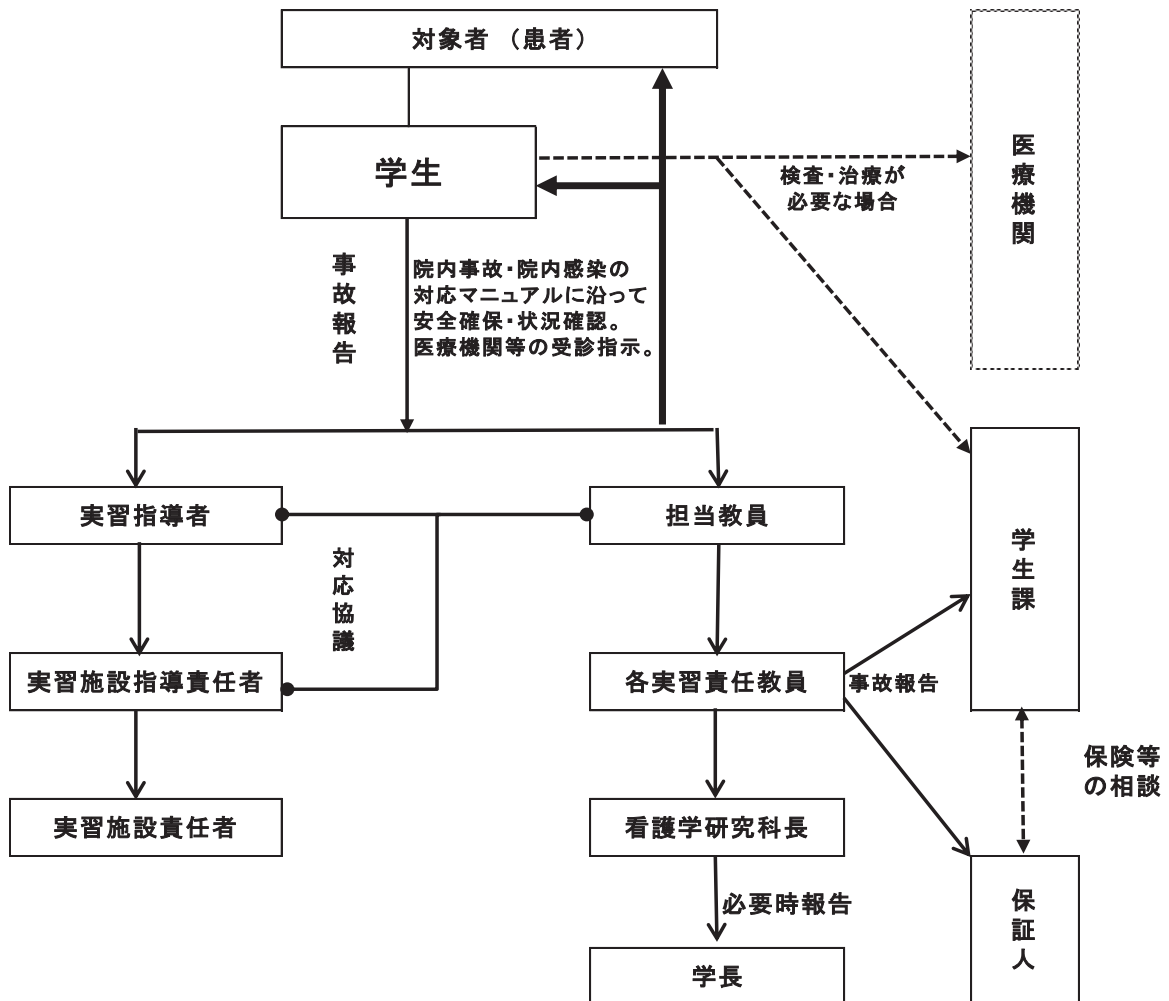 対象者 （患者）
医療機関
学生
検査・治療が
必要な場合
事故報告
院内事故・院内感染の
対応マニュアルに沿って
安全確保・状況確認。
医療機関等の受診指示。
実習指導者
担当教員
学生課
対応協議
実習施設指導責任者
各実習責任教員
事故報告
保険等
の相談
実習施設責任者
看護学研究科長
必要時報告
保証人
学長